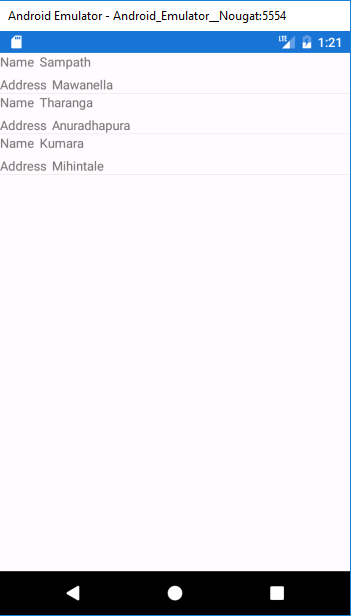 Android Emulator - Android_Emulator__Nougat:5554
LTE 1:21
Name Sampath
Address Mawanella
Name Tharanga
Address Anuradhapura
Name Kumara
Address Mihintale